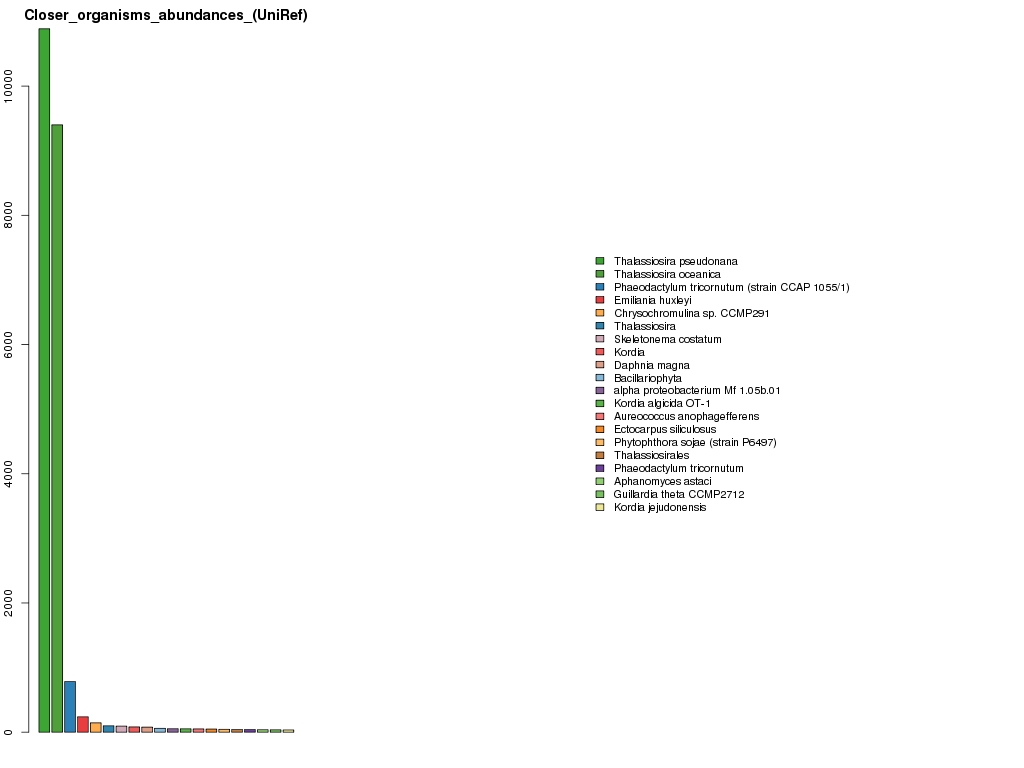 Closer_organisms_abundances_(UniRef)
10000
8000
6000
4000
2000
0
Thalassiosira pseudonana
Thalassiosira oceanica
Phaeodactylum tricornutum (strain CCAP 1055/1)
Emiliania huxleyi
Chrysochromulina sp. CCMP291
Thalassiosira
Skeletonema costatum
Kordia
Daphnia magna
Bacillariophyta
alpha proteobacterium Mf 1.05b.01
Kordia algicida OT-1
Aureococcus anophagefferens
Ectocarpus siliculosus
Phytophthora sojae (strain P6497)
Thalassiosirales
Phaeodactylum tricornutum
Aphanomyces astaci
Guillardia theta CCMP2712
Kordia jejudonensis